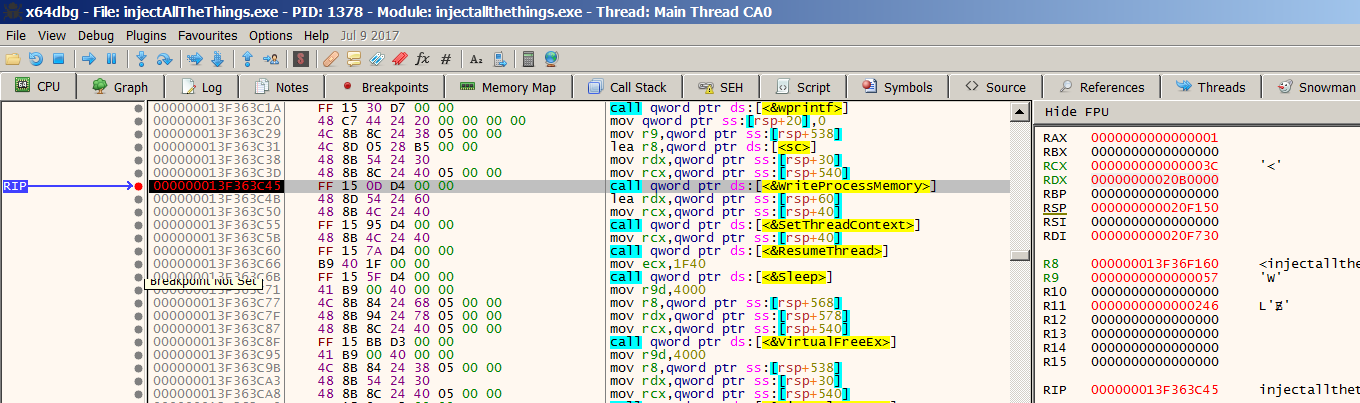 x64dbg - File: injectAllTheThings.exe - PID: 1378 - Module: injectallthethings.exe - Thread: Main Thread CA0
File View Debug Plugins Favourites Options Help Jul 9 2017
fx # A2
CPU Graph Log Notes Breakpoints Memory Map Call Stack SEH Script Symbols Source References Threads Snowman
Hide FPU
000000013F363C1A FF 15 30 D7 00 00 call qword ptr ds:[<&wprintf>]
000000013F363C20 48 C7 44 24 20 00 00 00 00 mov qword ptr ss:[rsp+20],0
000000013F363C29 4C 8B 8C 24 38 05 00 00 mov r9,qword ptr ss:[rsp+538]
000000013F363C31 4C 8D 05 28 B5 00 00 lea r8,qword ptr ds:[<sc>]
000000013F363C38 48 8B 54 24 30 mov rdx,qword ptr ss:[rsp+30]
000000013F363C3D 48 8B 8C 24 40 05 00 00 mov rcx,qword ptr ss:[rsp+540]
RIP 000000013F363C45 FF 15 0D D4 00 00 call qword ptr ds:[<&WriteProcessMemory>]
000000013F363C4B 48 8D 54 24 60 lea rdx,qword ptr ss:[rsp+60]
000000013F363C50 48 8B 4C 24 40 mov rcx,qword ptr ss:[rsp+40]
000000013F363C55 FF 15 95 D4 00 00 call qword ptr ds:[<&SetThreadContext>]
000000013F363C5B 48 8B 4C 24 40 mov rcx,qword ptr ss:[rsp+40]
000000013F363C60 FF 15 7A D4 00 00 call qword ptr ds:[<&ResumeThread>]
000000013F363C66 B9 40 1F 00 00 mov ecx,1F40
000000013F363C6B FF 15 5F D4 00 00 call qword ptr ds:[<&Sleep>]
Breakpoint Not Set
000000013F363C71 41 B9 00 40 00 00 mov r9d,4000
000000013F363C77 4C 8B 84 24 68 05 00 00 mov r8,qword ptr ss:[rsp+568]
000000013F363C7F 48 8B 94 24 78 05 00 00 mov rdx,qword ptr ss:[rsp+578]
000000013F363C87 48 8B 8C 24 40 05 00 00 mov rcx,qword ptr ss:[rsp+540]
000000013F363C8F FF 15 BB D3 00 00 call qword ptr ds:[<&VirtualFreeEx>]
000000013F363C95 41 B9 00 40 00 00 mov r9d,4000
000000013F363C9B 4C 8B 84 24 38 05 00 00 mov r8,qword ptr ss:[rsp+538]
000000013F363CA3 48 8B 54 24 30 mov rdx,qword ptr ss:[rsp+30]
000000013F363CA8 48 8B 8C 24 40 05 00 00 mov rcx,qword ptr ss:[rsp+540]
RAX 0000000000000001
RBX 0000000000000000
RCX 000000000000003C '<'
RDX 00000000020B0000
RBP 0000000000000000
RSP 000000000020F150
RSI 0000000000000000
RDI 000000000020F730
R8 000000013F36F160 <injectallthe
R9 0000000000000057 'W'
R10 0000000000000000
R11 0000000000000246
R12 0000000000000000
R13 0000000000000000
R14 0000000000000000
R15 0000000000000000
RIP 000000013F363C45 injectallthet